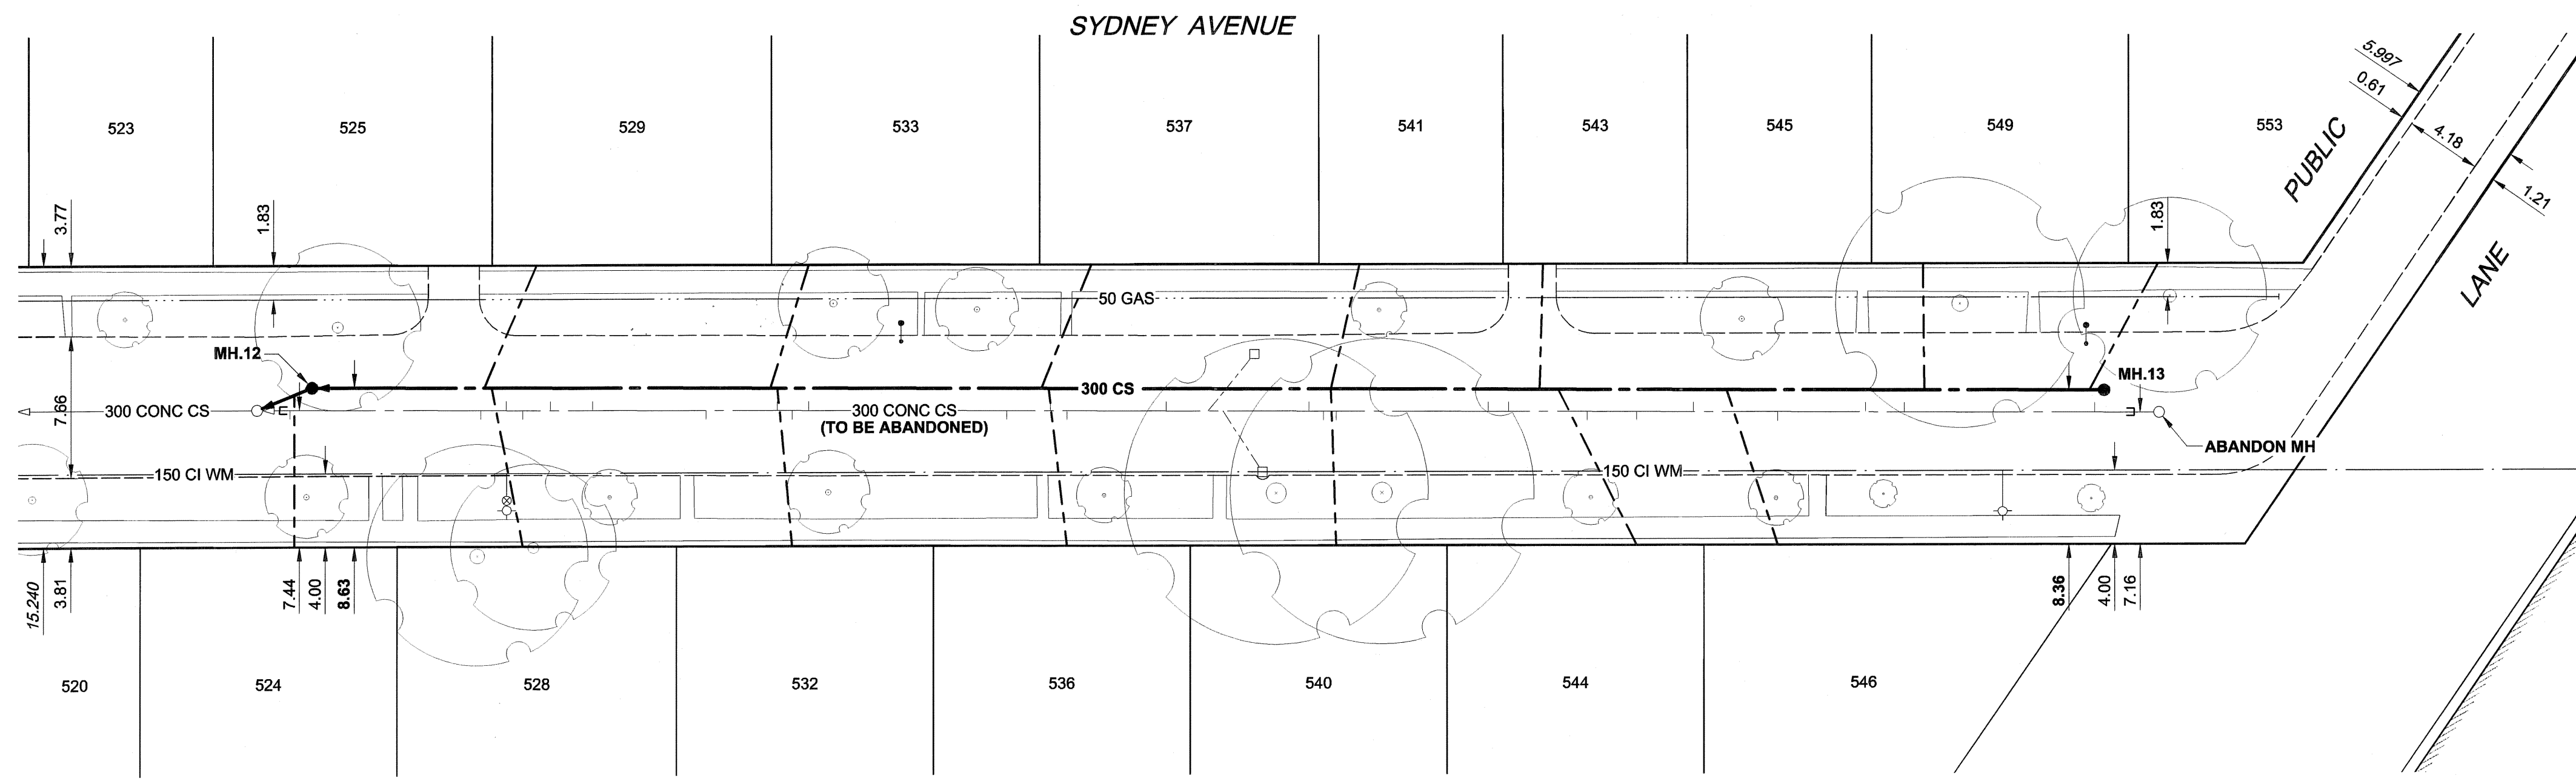 SYDNEY AVENUE
523
525
529
533
537
541
543
545
549
553
5.997
0.61
4.18
1.21
PUBLIC
LANE
3.77
1.83
1.83
50 GAS
MH.12
MH.13
300 CS
7.66
300 CONC CS
300 CONC CS
(TO BE ABANDONED)
ABANDON MH
150 CI WM
150 CI WM
15.240
3.81
7.44
4.00
8.63
8.36
4.00
7.16
520
524
528
532
536
540
544
546